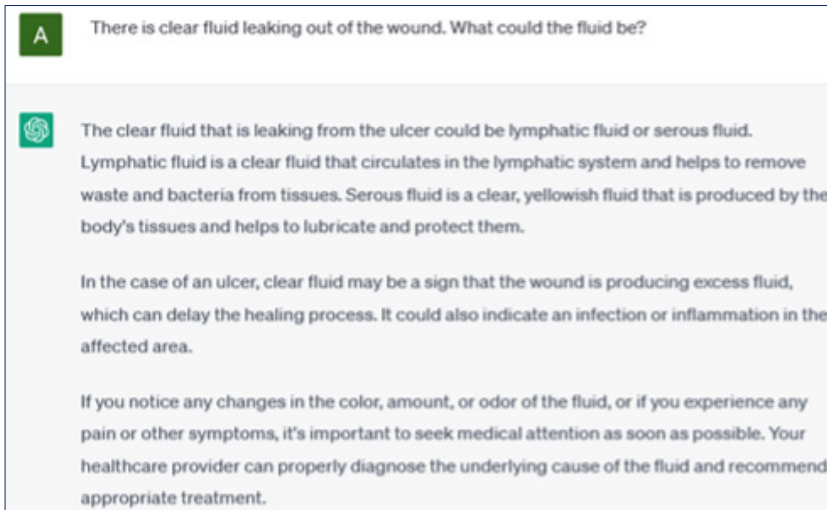 A
There is clear fluid leaking out of the wound. What could the fluid be?
The clear fluid that is leaking from the ulcer could be lymphatic fluid or serous fluid.
Lymphatic fluid is a clear fluid that circulates in the lymphatic system and helps to remove
waste and bacteria from tissues. Serous fluid is a clear, yellowish fluid that is produced by the
body's tissues and helps to lubricate and protect them.
In the case of an ulcer, clear fluid may be a sign that the wound is producing excess fluid,
which can delay the healing process. It could also indicate an infection or inflammation in the
affected area.
If you notice any changes in the color, amount, or odor of the fluid, or if you experience any
pain or other symptoms, it's important to seek medical attention as soon as possible. Your
healthcare provider can properly diagnose the underlying cause of the fluid and recommend
appropriate treatment.